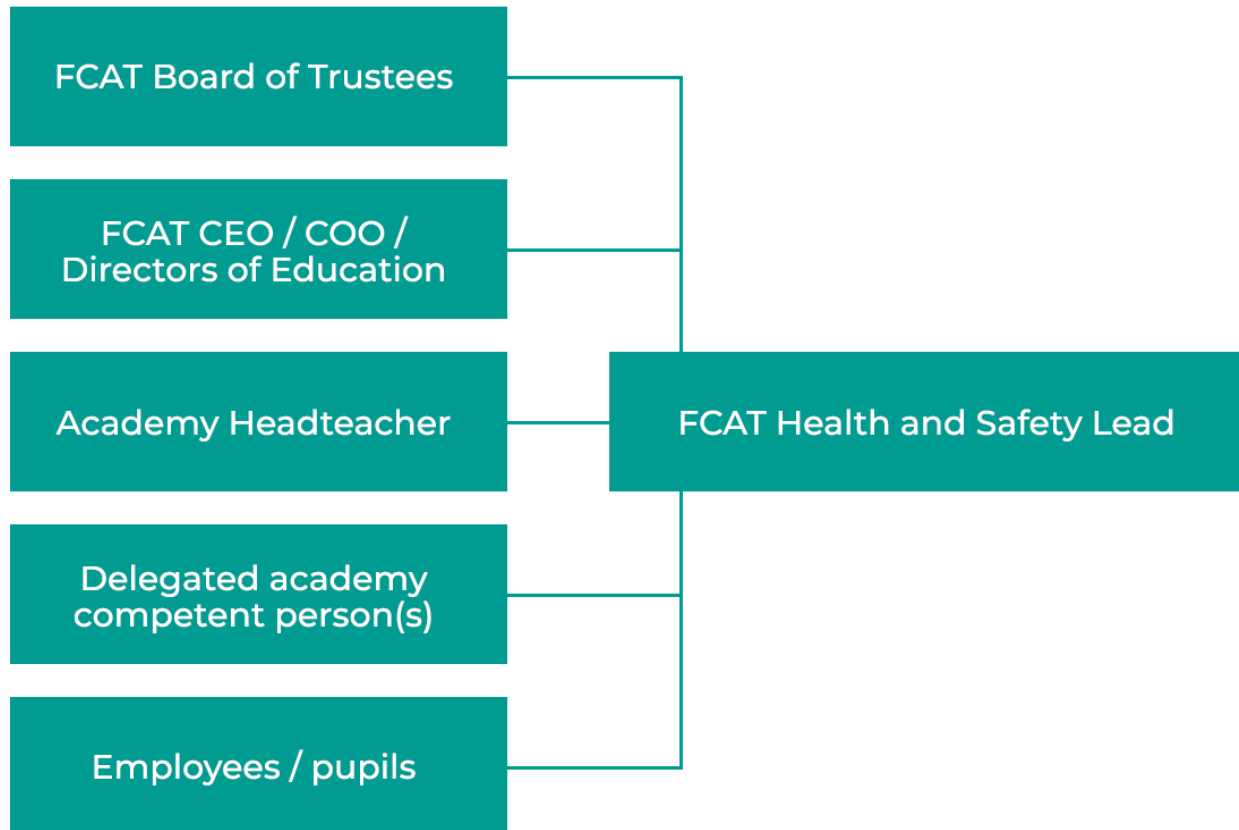 FCAT Board of Trustees
FCAT CEO / COO /
Directors of Education
Academy Headteacher
FCAT Health and Safety Lead
Delegated academy
competent person(s)
Employees / pupils